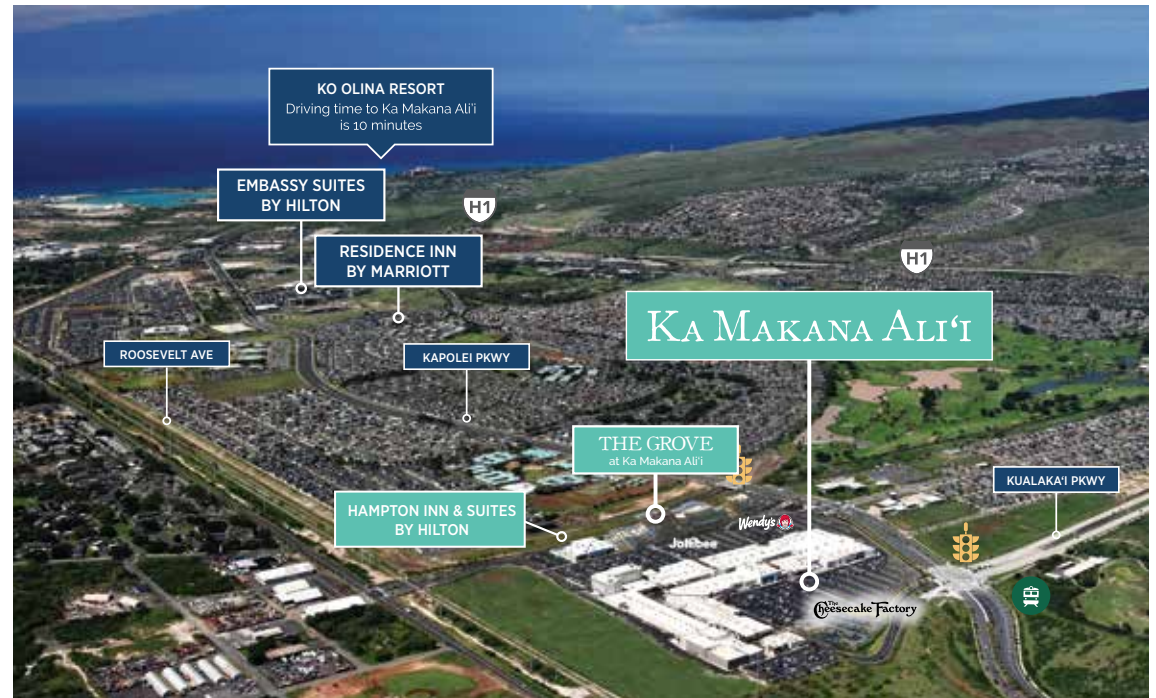 KO OLINA RESORT
Driving time to Ka Makana Ali'i
is 10 minutes
EMBASSY SUITES
BY HILTON
H1
RESIDENCE INN
BY MARRIOTT
H1
KA MAKANA ALI‘I
ROOSEVELT AVE
KAPOLEI PKWY
THE GROVE
at Ka Makana Ali'i
KUALAKA‘I PKWY
HAMPTON INN & SUITES
BY HILTON
Wendy's
Jollibee
The
Cheesecake Factory